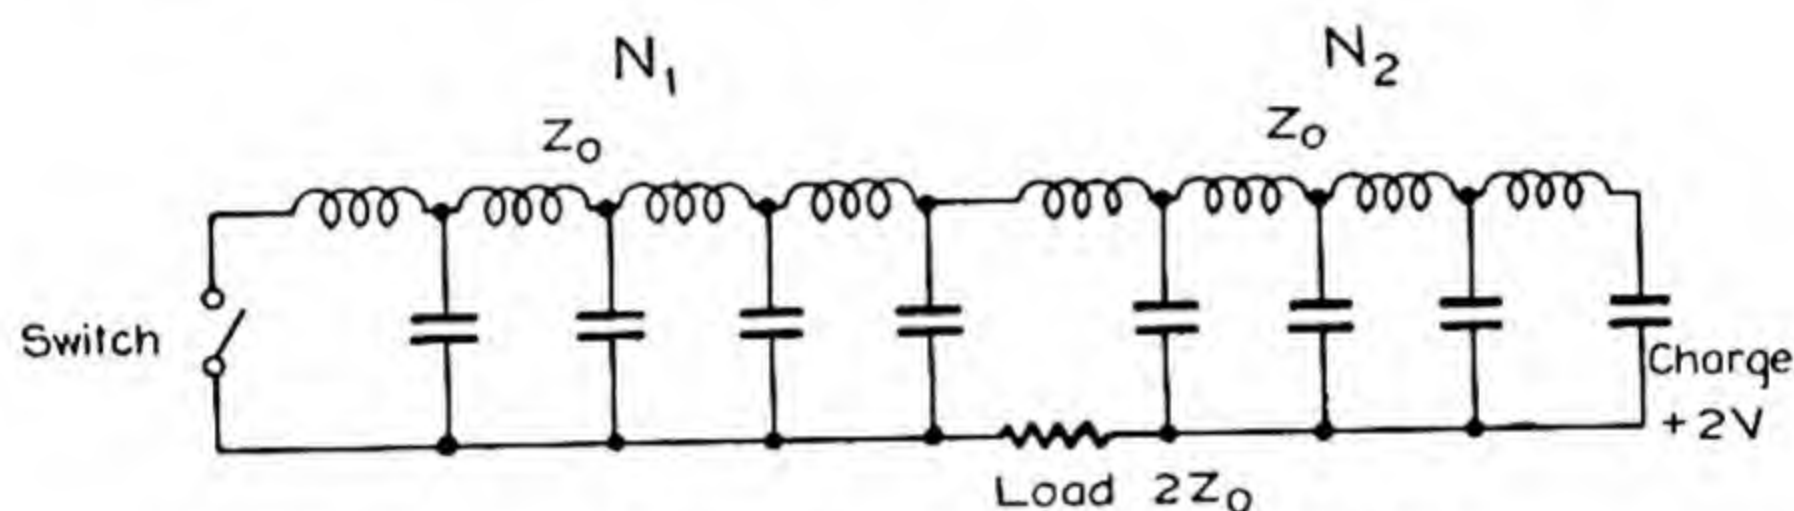 N₁
N₂
Z₀
Z₀
Switch
Charge
+2V
Load 2Z₀